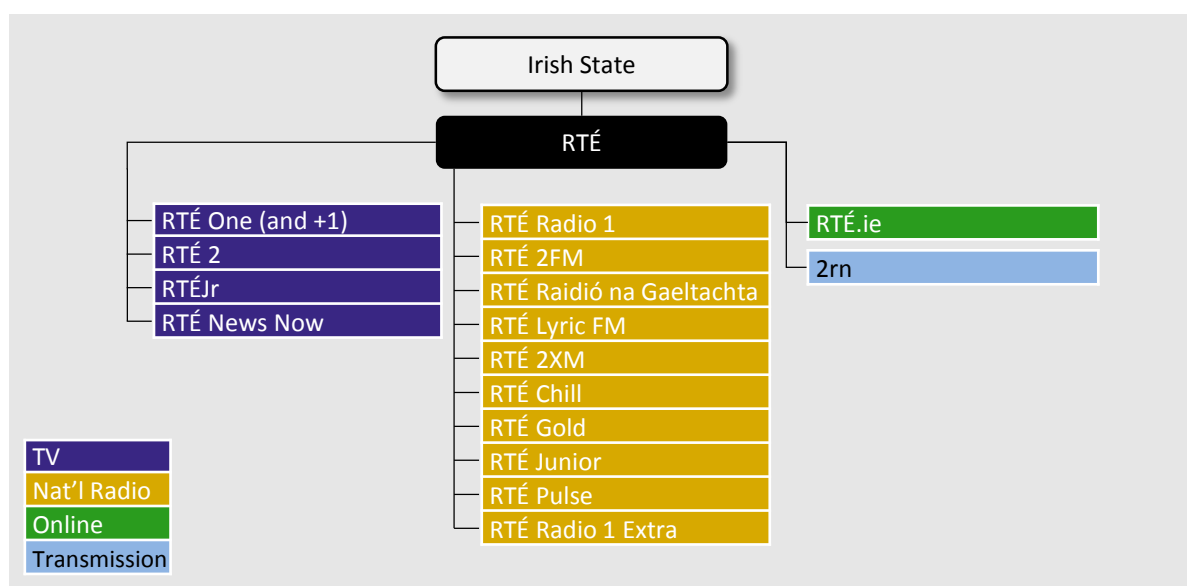 Irish State
RTÉ
RTÉ One (and +1)
RTÉ 2
RTÉJr
RTÉ News Now
RTÉ Radio 1
RTÉ 2FM
RTÉ Raidió na Gaeltachta
RTÉ Lyric FM
RTÉ 2XM
RTÉ Chill
RTÉ Gold
RTÉ Junior
RTÉ Pulse
RTÉ Radio 1 Extra
RTÉ.ie
2rn
TV
Nat’l Radio
Online
Transmission